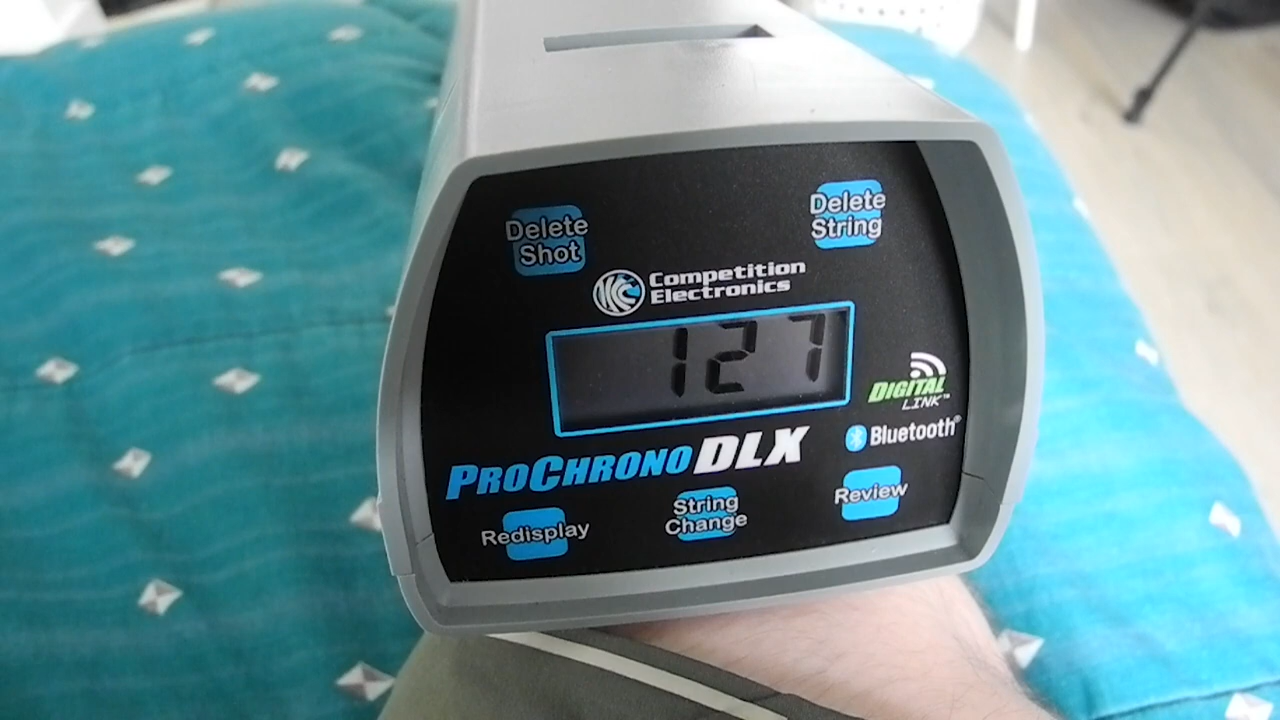 Delete
Shot
Delete
String
Competition
Electronics
127
DIGITAL
LINK™
Bluetooth®
PROCHRONO DLX
Redisplay
String
Change
Review